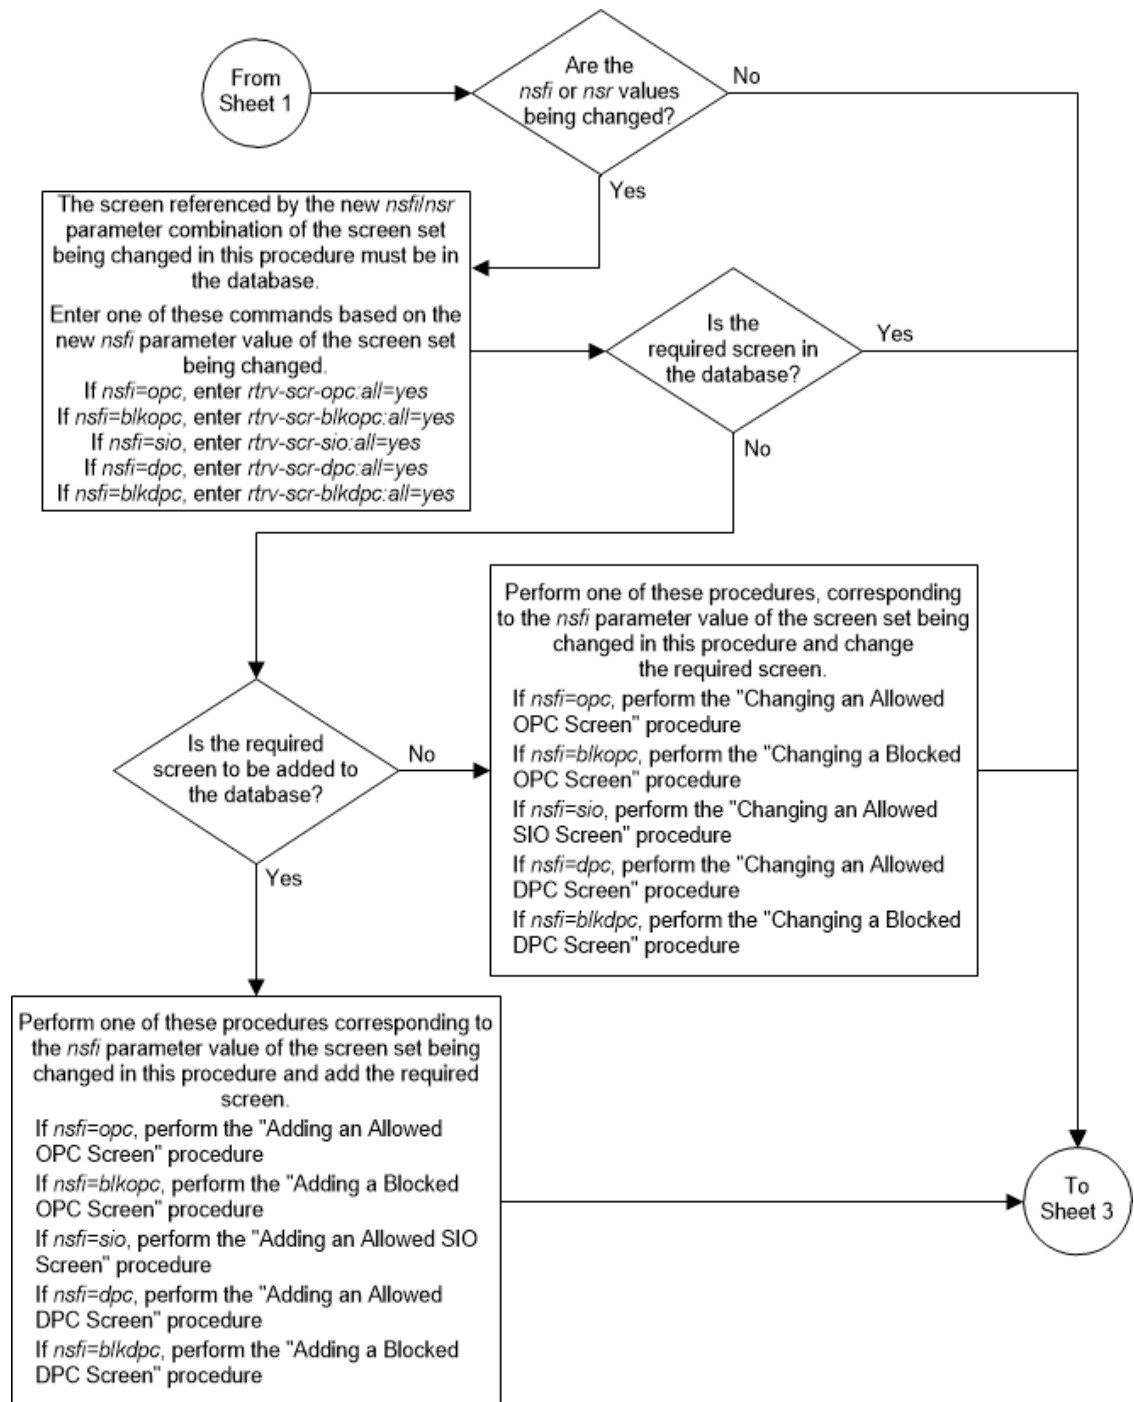 From
Sheet 1
Are the
nsfi or nsr values
being changed?
No
Yes
The screen referenced by the new nsfi/nsr
parameter combination of the screen set
being changed in this procedure must be in
the database.
Enter one of these commands based on the
new nsfi parameter value of the screen set
being changed.
If nsfi=opc, enter rtrv-scr-opc:all=yes
If nsfi=blkopc, enter rtrv-scr-blkopc:all=yes
If nsfi=sio, enter rtrv-scr-sio:all=yes
If nsfi=dpc, enter rtrv-scr-dpc:all=yes
If nsfi=blkdpc, enter rtrv-scr-blkdpc:all=yes
Is the
required screen in
the database?
Yes
No
Is the required
screen to be added to
the database?
No
Yes
Perform one of these procedures, corresponding
to the nsfi parameter value of the screen set being
changed in this procedure and change
the required screen.
If nsfi=opc, perform the "Changing an Allowed
OPC Screen" procedure
If nsfi=blkopc, perform the "Changing a Blocked
OPC Screen" procedure
If nsfi=sio, perform the "Changing an Allowed
SIO Screen" procedure
If nsfi=dpc, perform the "Changing an Allowed
DPC Screen" procedure
If nsfi=blkdpc, perform the "Changing a Blocked
DPC Screen" procedure
Perform one of these procedures corresponding to
the nsfi parameter value of the screen set being
changed in this procedure and add the required
screen.
If nsfi=opc, perform the "Adding an Allowed
OPC Screen" procedure
If nsfi=blkopc, perform the "Adding a Blocked
OPC Screen" procedure
If nsfi=sio, perform the "Adding an Allowed SIO
Screen" procedure
If nsfi=dpc, perform the "Adding an Allowed
DPC Screen" procedure
If nsfi=blkdpc, perform the "Adding a Blocked
DPC Screen" procedure
To
Sheet 3